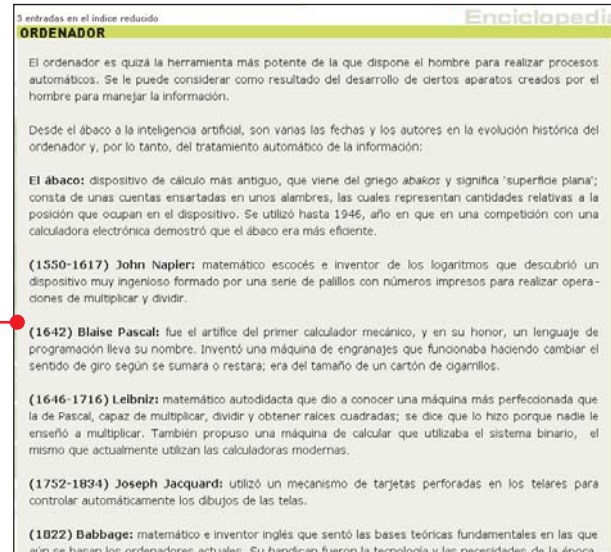 3 entradas en el índice reducido
Enciclopedia
ORDENADOR
El ordenador es quizá la herramienta más potente de la que dispone el hombre para realizar procesos
automáticos. Se le puede considerar como resultado del desarrollo de ciertos aparatos creados por el
hombre para manejar la información.
Desde el ábaco a la inteligencia artificial, son varias las fechas y los autores en la evolución histórica del
ordenador y, por lo tanto, del tratamiento automático de la información:
El ábaco: dispositivo de cálculo más antiguo, que viene del griego abakos y significa 'superficie plana';
consta de unas cuentas ensartadas en unos alambres, las cuales representan cantidades relativas a la
posición que ocupan en el dispositivo. Se utilizó hasta 1946, año en que en una competición con una
calculadora electrónica demostró que el ábaco era más eficiente.
(1550-1617) John Napier: matemático escocés e inventor de los logaritmos que descubrió un
dispositivo muy ingenioso formado por una serie de palillos con números impresos para realizar opera-
ciones de multiplicar y dividir.
(1642) Blaise Pascal: fue el artífice del primer calculador mecánico, y en su honor, un lenguaje de
programación lleva su nombre. Inventó una máquina de engranajes que funcionaba haciendo cambiar el
sentido de giro según se sumara o restara; era del tamaño de un cartón de cigarrillos.
(1646-1716) Leibniz: matemático autodidacta que dio a conocer una máquina más perfeccionada que
la de Pascal, capaz de multiplicar, dividir y obtener raíces cuadradas; se dice que lo hizo porque nadie le
enseñó a multiplicar. También propuso una máquina de calcular que utilizaba el sistema binario, el
mismo que actualmente utilizan las calculadoras modernas.
(1752-1834) Joseph Jacquard: utilizó un mecanismo de tarjetas perforadas en los telares para
controlar automáticamente los dibujos de las telas.
(1822) Babbage: matemático e inventor inglés que sentó las bases teóricas fundamentales en las que
aún se basan los ordenadores actuales. Su handicap fueron la tecnología y las necesidades de la época,